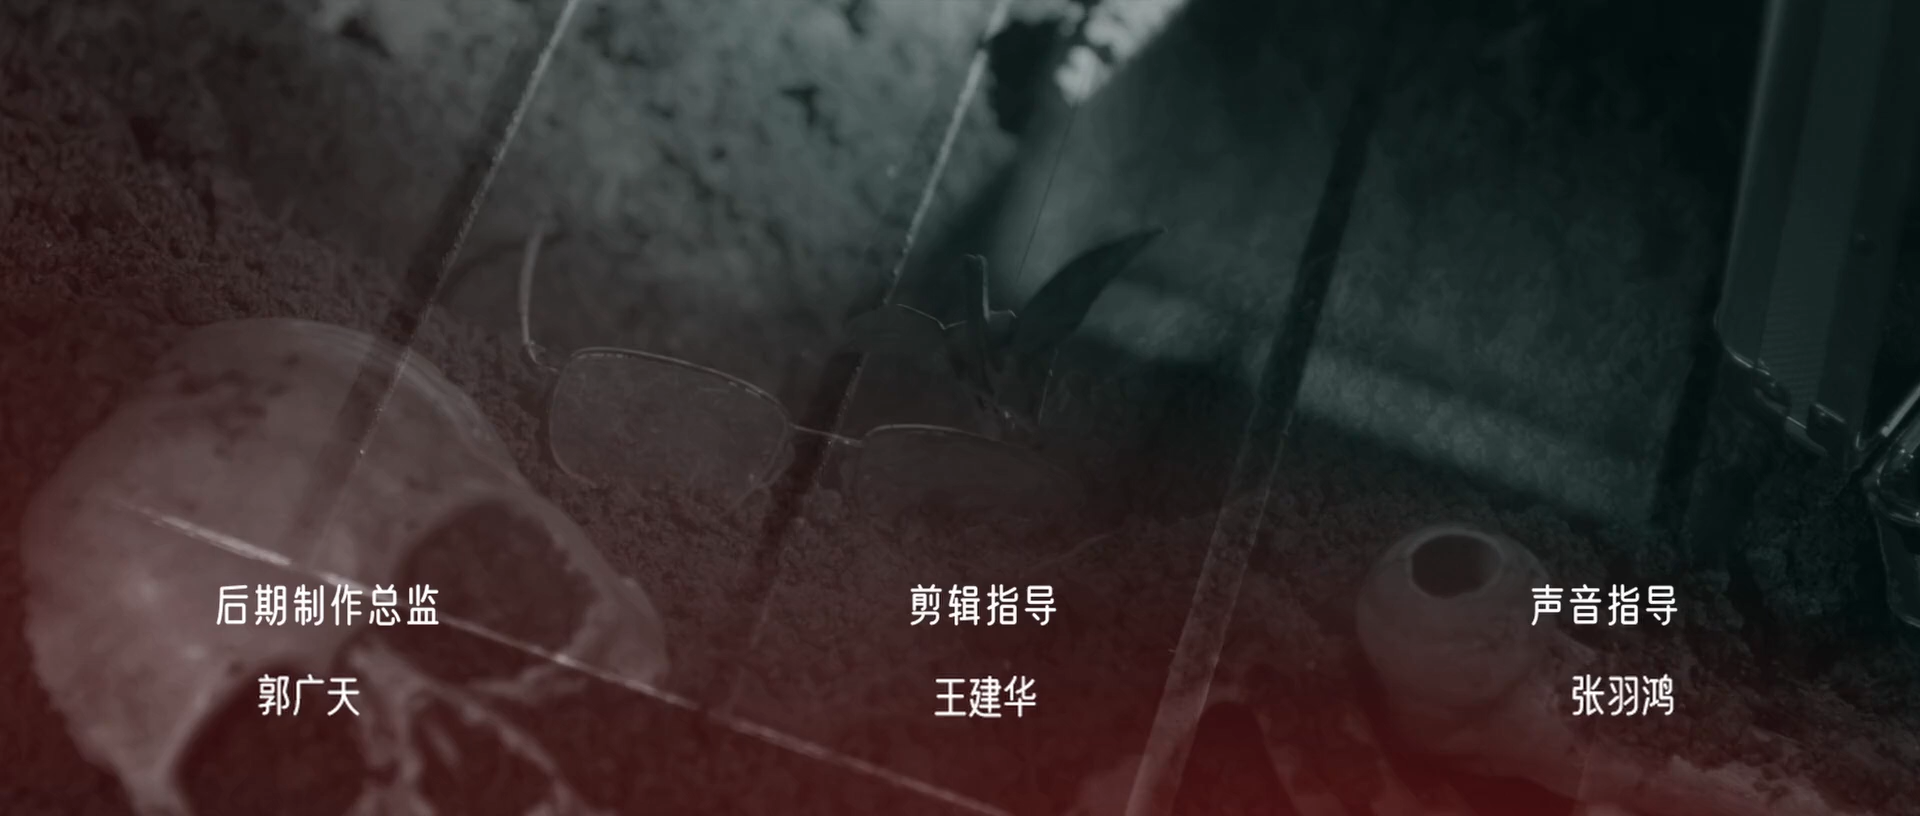 后期制作总监
郭广天
剪辑指导
王建华
声音指导
张羽鸿